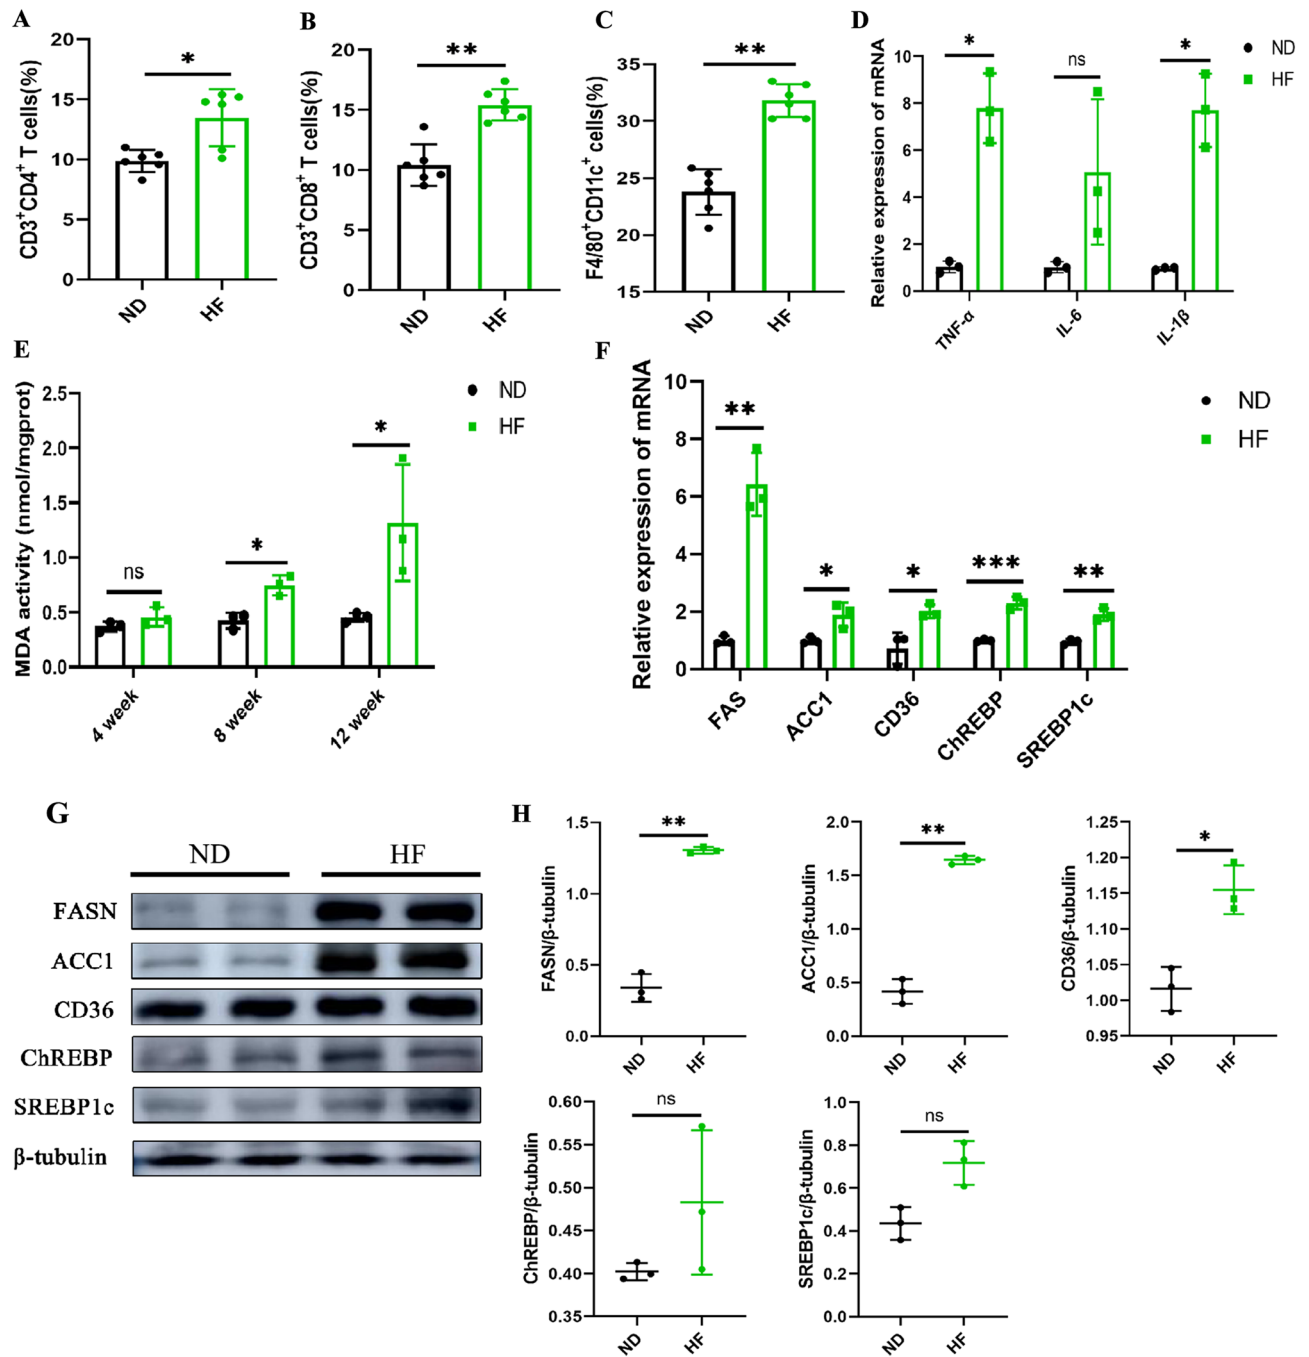 A
CD3+CD4+ T cells(%)
20
15
10
5
0
*
ND
HF
B
CD3+CD8+ T cells(%)
20
15
10
5
0
**
ND
HF
C
F4/80+CD11c+ cells(%)
35
30
25
20
15
**
ND
HF
D
Relative expression of mRNA
10
8
6
4
2
0
*
ns
*
TNF-α
IL-6
IL-1β
ND
HF
E
MDA activity (nmol/mgprot)
2.5
2.0
1.5
1.0
0.5
0.0
ns
*
*
4 week
8 week
12 week
ND
HF
F
Relative expression of mRNA
10
8
6
4
2
0
**
*
*
***
**
FAS
ACC1
CD36
ChREBP
SREBP1c
ND
HF
G
ND
HF
FASN
ACC1
CD36
ChREBP
SREBP1c
β-tubulin
H
FASN/β-tubulin
1.5
1.0
0.5
0.0
**
ND
HF
ACC1/β-tubulin
2.0
1.5
1.0
0.5
0.0
**
ND
HF
CD36/β-tubulin
1.25
1.20
1.15
1.10
1.05
1.00
0.95
*
ND
HF
ChREBP/β-tubulin
0.60
0.55
0.50
0.45
0.40
0.35
ns
ND
HF
SREBP1c/β-tubulin
1.0
0.8
0.6
0.4
0.2
0.0
ns
ND
HF